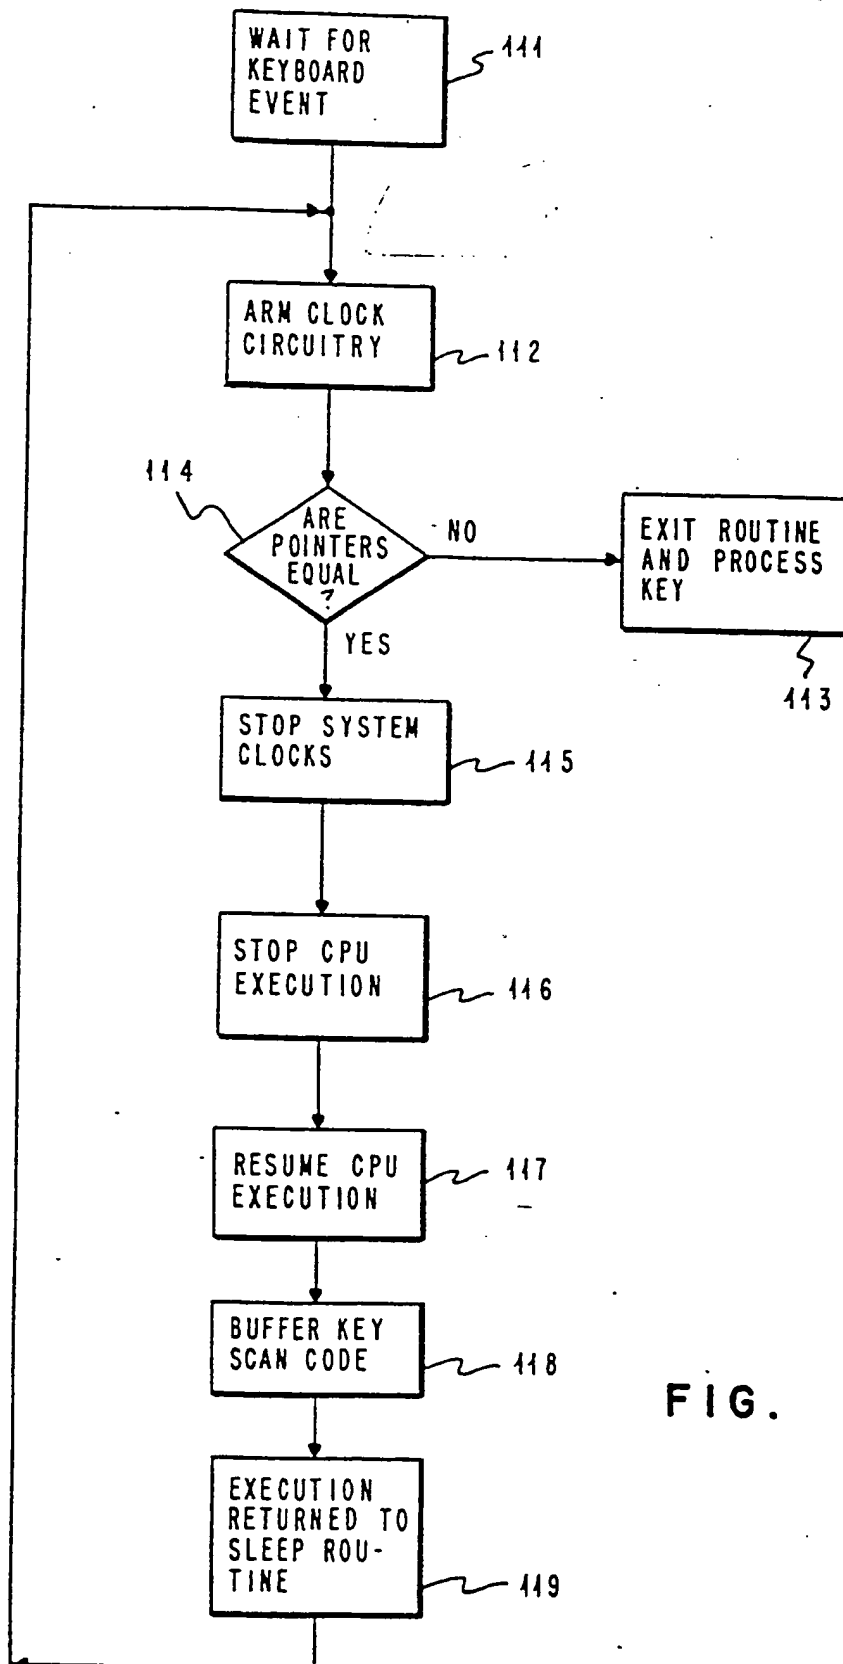 WAIT FOR
KEYBOARD
EVENT
111
ARM CLOCK
CIRCUITRY
112
114
ARE
POINTERS
EQUAL
?
NO
EXIT ROUTINE
AND PROCESS
KEY
113
YES
STOP SYSTEM
CLOCKS
115
STOP CPU
EXECUTION
116
RESUME CPU
EXECUTION
117
BUFFER KEY
SCAN CODE
118
FIG.
EXECUTION
RETURNED TO
SLEEP ROU-
TINE
119